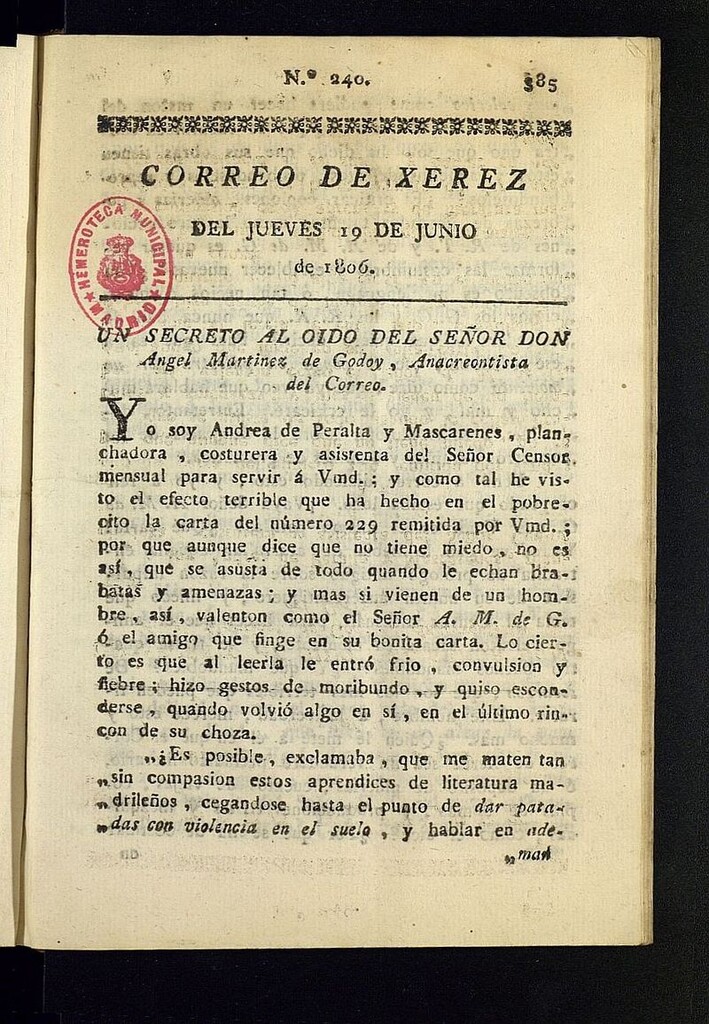 N.º 240.
385
CORREO DE XEREZ
DEL JUEVES 19 DE JUNIO
de 1806.
HEMEROTECA MUNICIPAL
★ MADRID ★
UN SECRETO AL OIDO DEL SEÑOR DON
Angel Martinez de Godoy, Anacreontista
del Correo.
Yo soy Andrea de Peralta y Mascarenes, plan-
chadora, costurera y asistenta del Señor Censor
mensual para servir á Vmd.; y como tal he vis-
to el efecto terrible que ha hecho en el pobre-
cito la carta del número 229 remitida por Vmd.;
por que aunque dice que no tiene miedo, no es
así, que se asusta de todo quando le echan bra-
batas y amenazas; y mas si vienen de un hom-
bre, así, valenton como el Señor A. M. de G.
ó el amigo que finge en su bonita carta. Lo cier-
to es que al leerla le entró frio, convulsion y
fiebre; hizo gestos de moribundo, y quiso escon-
derse, quando volvió algo en sí, en el último rin-
con de su choza.
„¿Es posible, exclamaba, que me maten tan
„sin compasion estos aprendices de literatura ma-
„drileños, cegandose hasta el punto de dar pata-
„das con violencia en el suelo, y hablar en ade-
„man